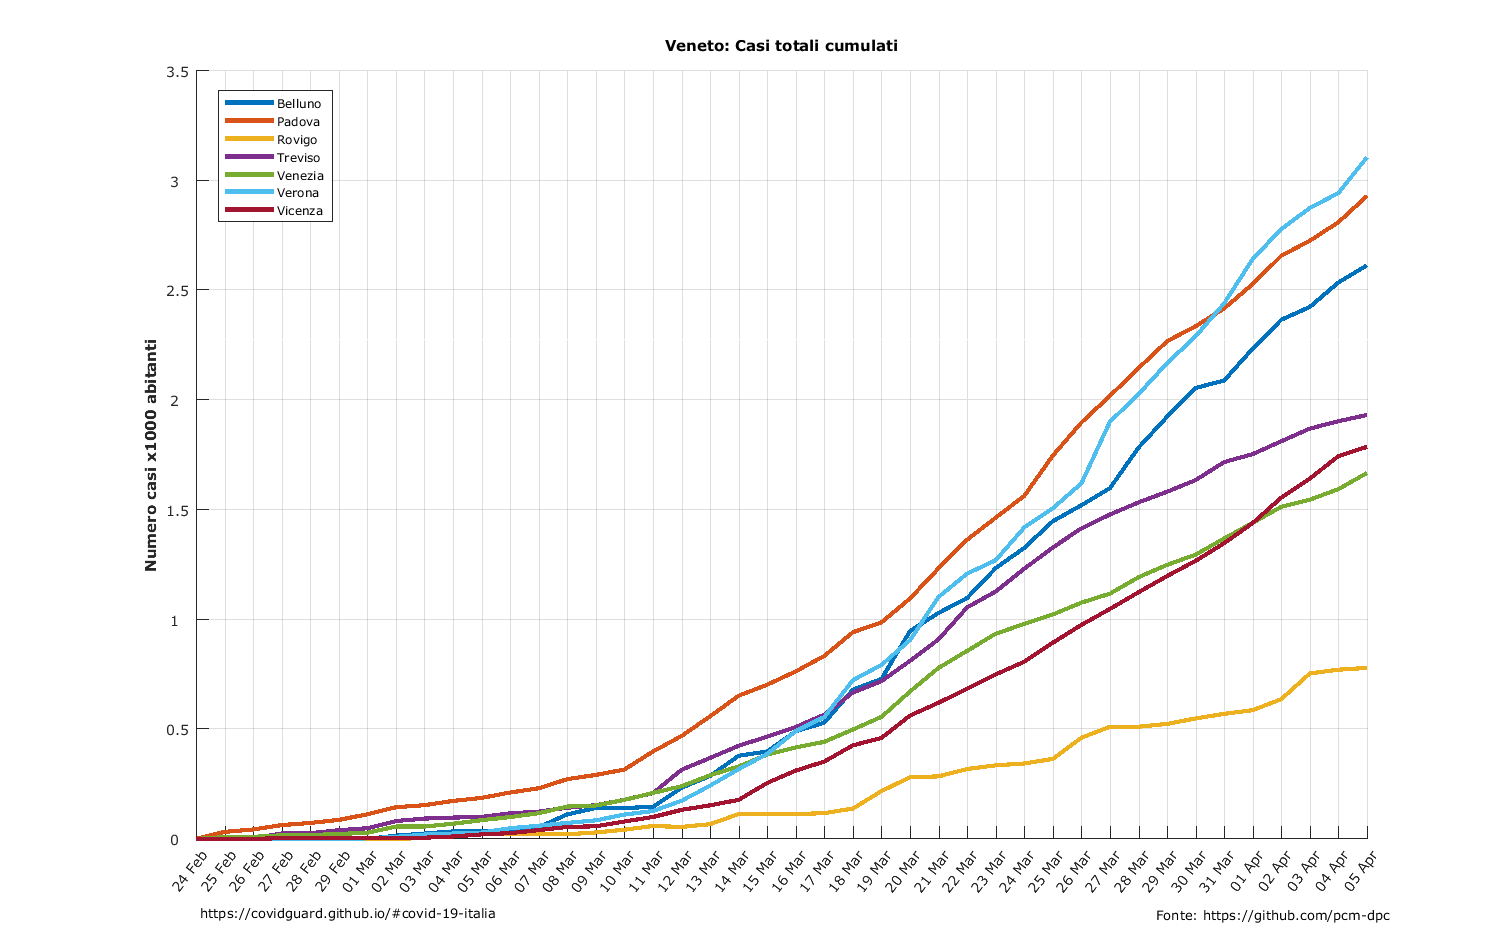 Veneto: Casi totali cumulati
3.5
3
2.5
2
1.5
1
0.5
0
Numero casi x1000 abitanti
Belluno
Padova
Rovigo
Treviso
Venezia
Verona
Vicenza
24 Feb
25 Feb
26 Feb
27 Feb
28 Feb
29 Feb
01 Mar
02 Mar
03 Mar
04 Mar
05 Mar
06 Mar
07 Mar
08 Mar
09 Mar
10 Mar
11 Mar
12 Mar
13 Mar
14 Mar
15 Mar
16 Mar
17 Mar
18 Mar
19 Mar
20 Mar
21 Mar
22 Mar
23 Mar
24 Mar
25 Mar
26 Mar
27 Mar
28 Mar
29 Mar
30 Mar
31 Mar
01 Apr
02 Apr
03 Apr
04 Apr
05 Apr
https://covidguard.github.io/#covid-19-italia
Fonte: https://github.com/pcm-dpc